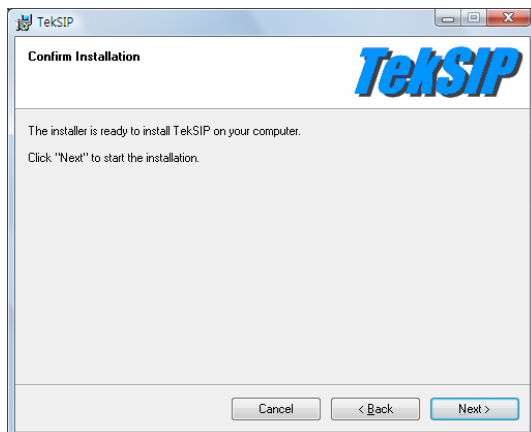 TekSIP
Confirm Installation
TekSIP
The installer is ready to install TekSIP on your computer.
Click "Next" to start the installation.
Cancel
< Back
Next >